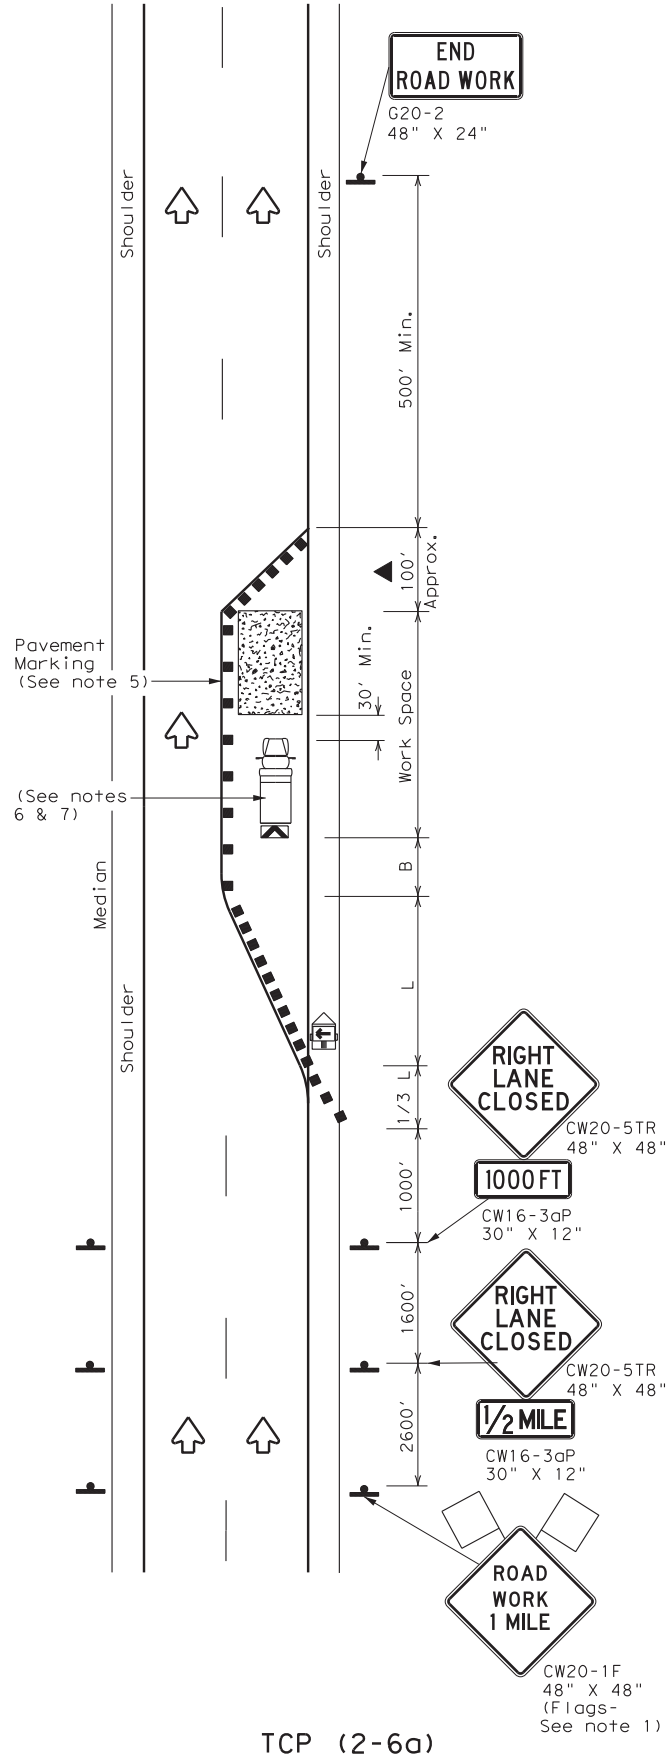 END
ROAD WORK
G20-2
48" X 24"
Shoulder
Shoulder
500' Min.
100'
Approx.
Pavement
Marking
(See note 5)
30' Min.
Work Space
(See notes
6 & 7)
B
Median
L
Shoulder
1/3 L
RIGHT
LANE
CLOSED
CW20-5TR
48" X 48"
1000 FT
CW16-3aP
30" X 12"
1000'
1600'
RIGHT
LANE
CLOSED
CW20-5TR
48" X 48"
1/2 MILE
CW16-3aP
30" X 12"
2600'
ROAD
WORK
1 MILE
CW20-1F
48" X 48"
(Flags-
See note 1)
TCP (2-6a)